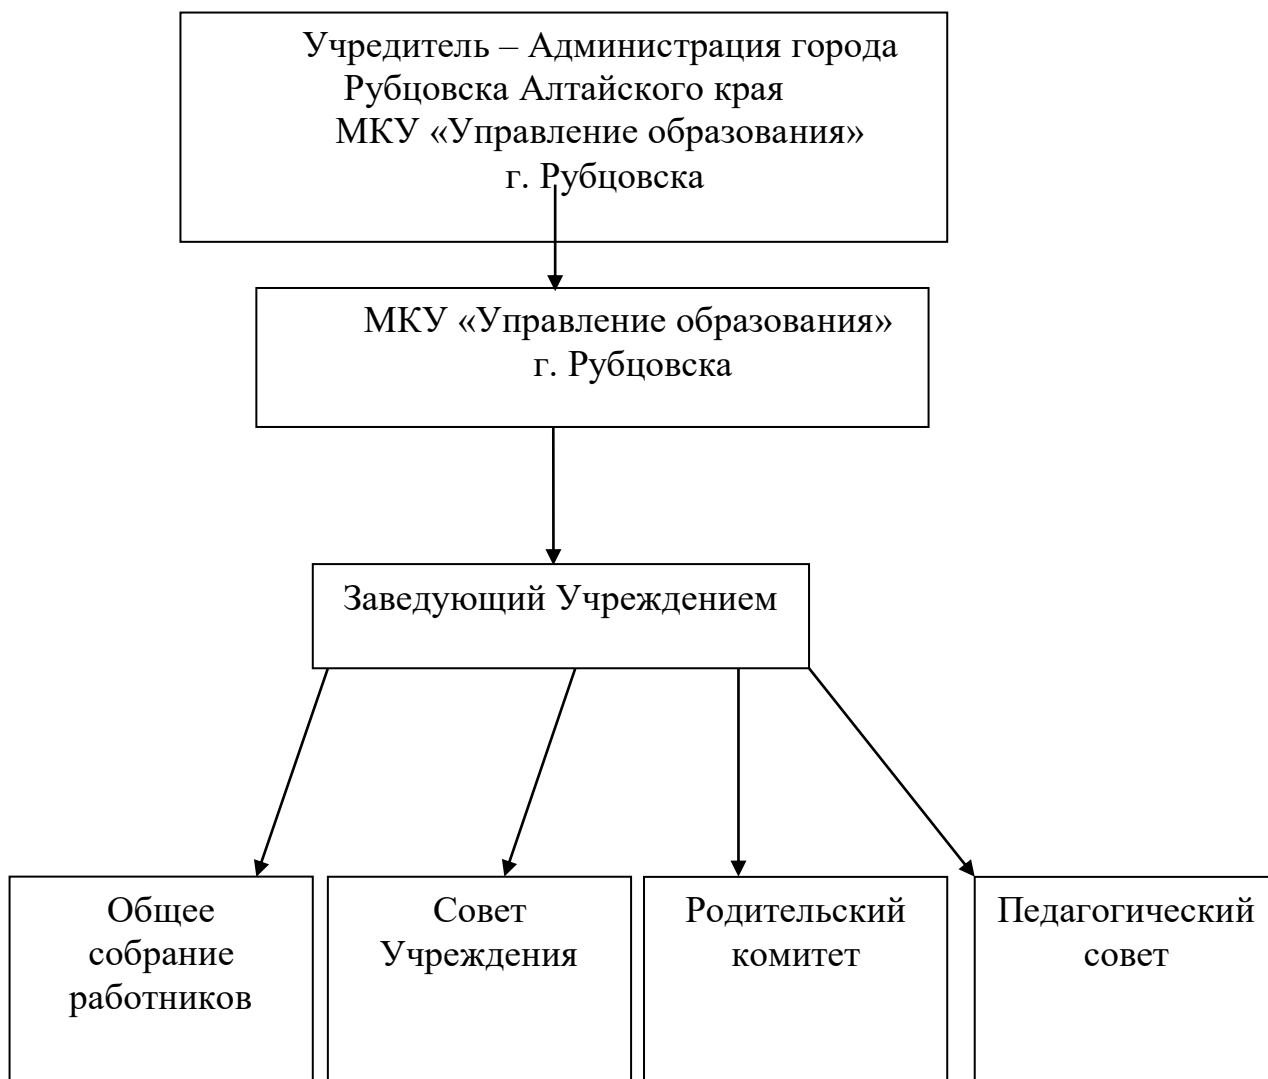 Учредитель – Администрация города
Рубцовска Алтайского края
МКУ «Управление образования»
г. Рубцовска
МКУ «Управление образования»
г. Рубцовска
Заведующий Учреждением
Общее
собрание
работников
Совет
Учреждения
Родительский
комитет
Педагогический
совет